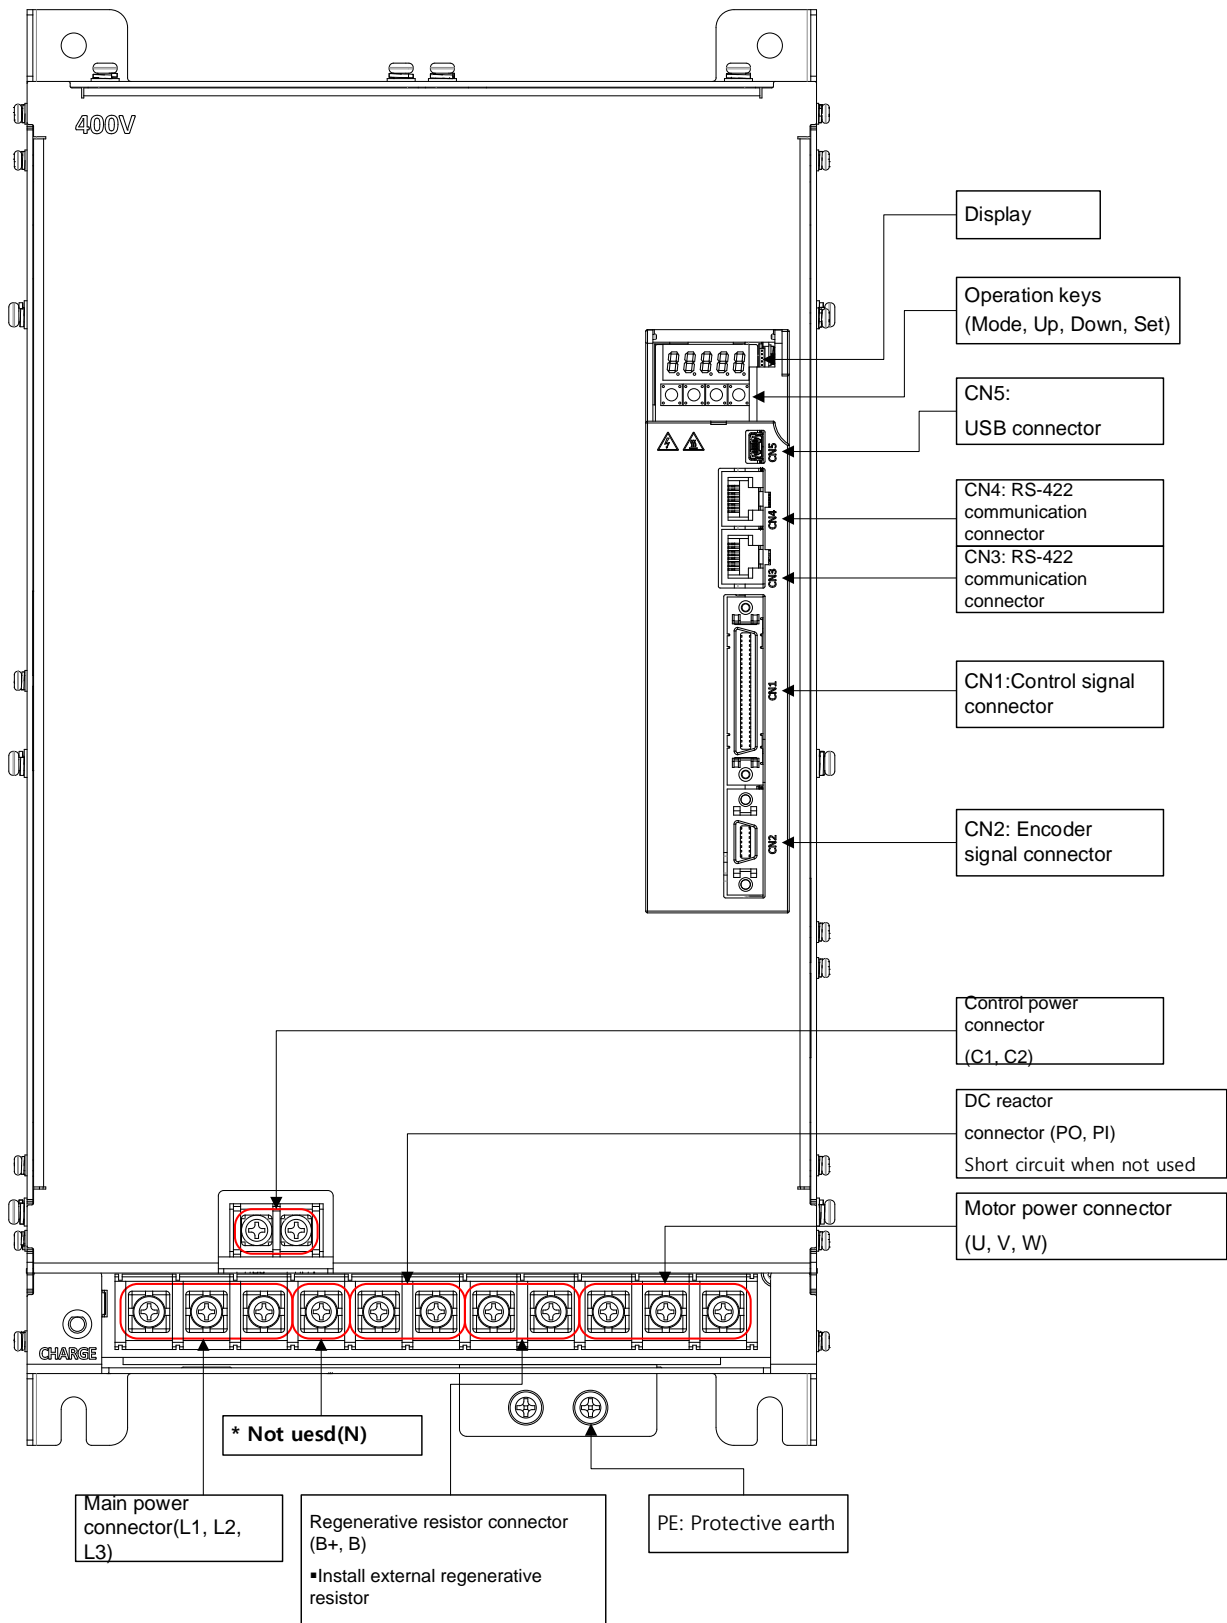 400V
Display
Operation keys
(Mode, Up, Down, Set)
CN5:
USB connector
CN5
CN4: RS-422
communication
connector
CN4
CN3: RS-422
communication
connector
CN3
CN1:Control signal
connector
CN1
CN2: Encoder
signal connector
CN2
Control power
connector
(C1, C2)
DC reactor
connector (PO, PI)
Short circuit when not used
Motor power connector
(U, V, W)
CHARGE
* Not uesd(N)
Main power
connector(L1, L2,
L3)
Regenerative resistor connector
(B+, B)
▪Install external regenerative
resistor
PE: Protective earth